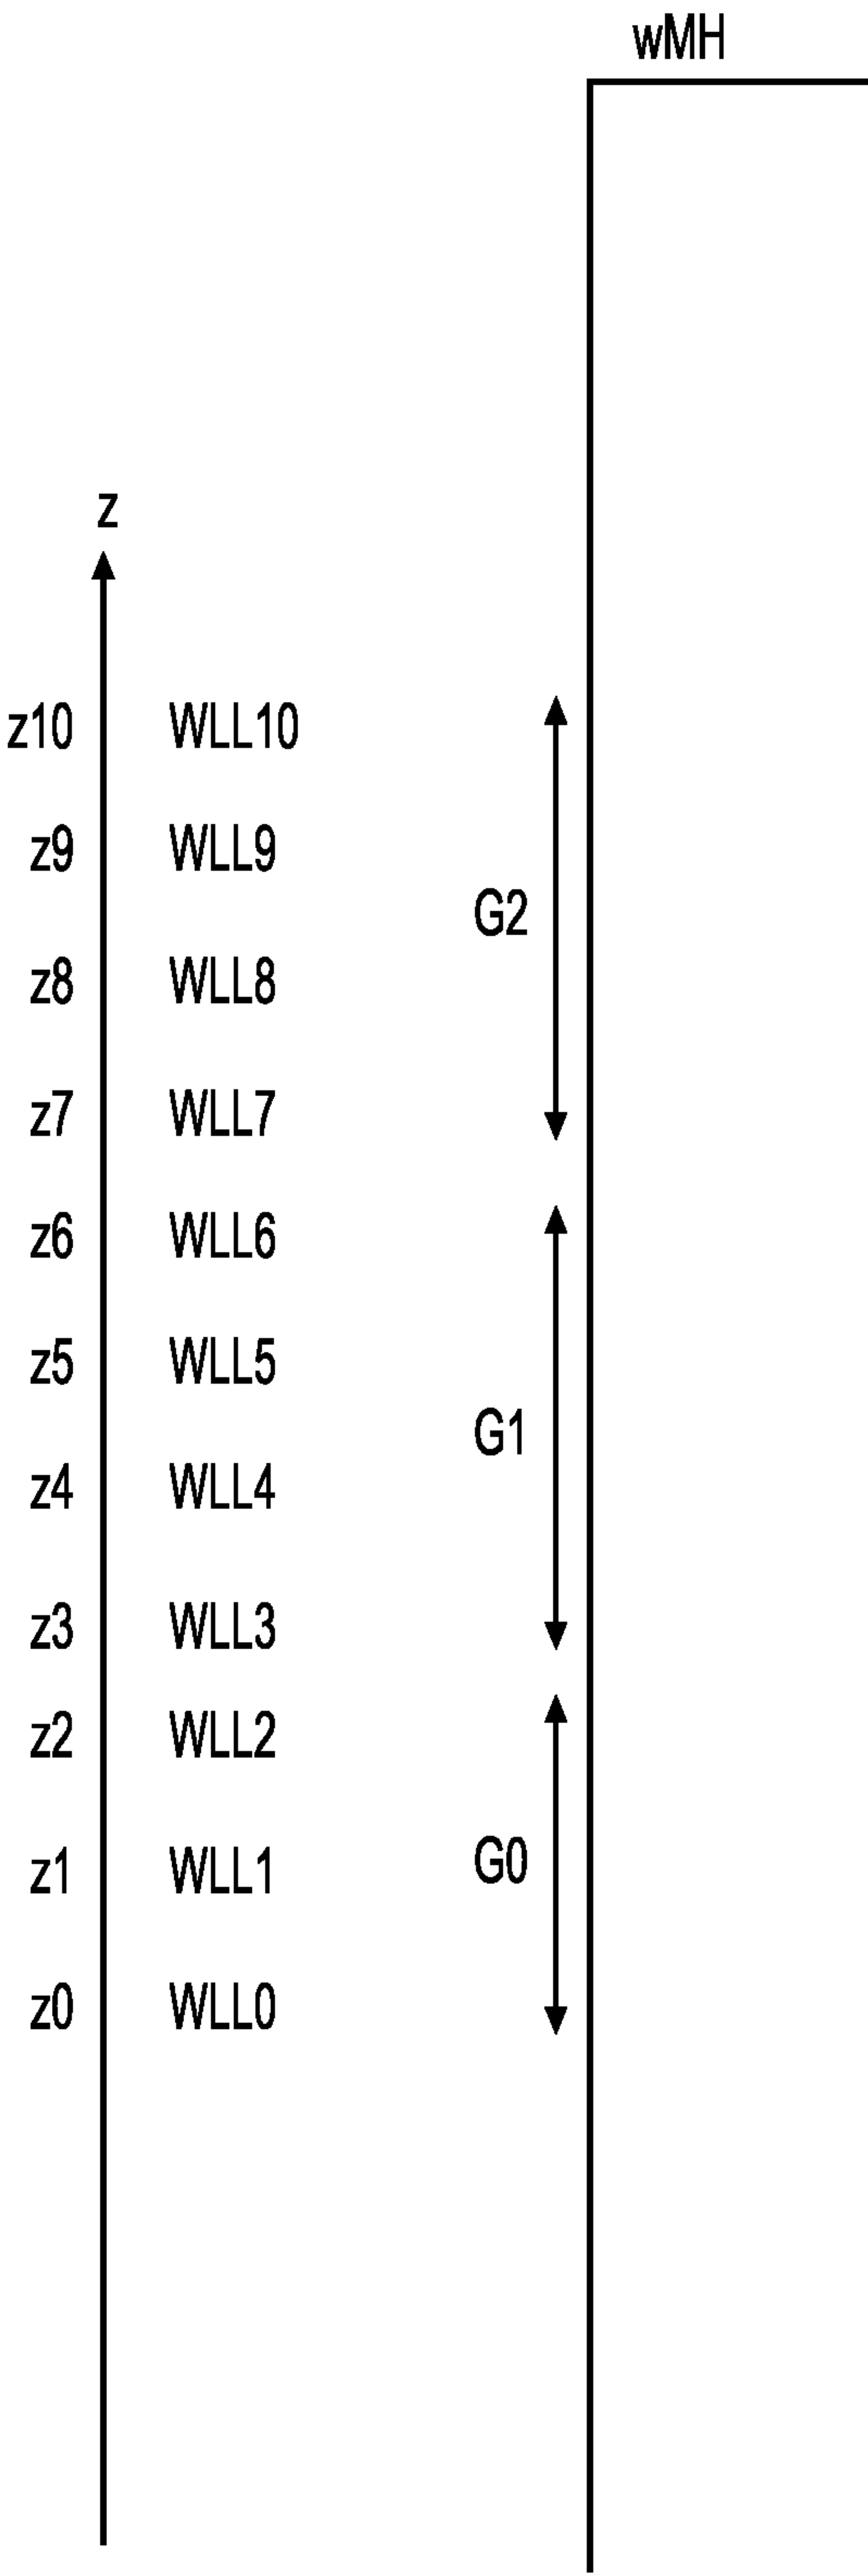 wMH
z
z10 WLL10
z9 WLL9
G2
z8 WLL8
z7 WLL7
z6 WLL6
z5 WLL5
G1
z4 WLL4
z3 WLL3
z2 WLL2
z1 WLL1
G0
z0 WLL0